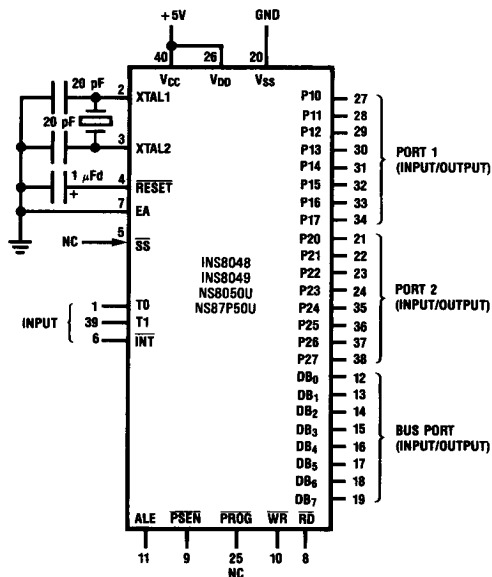 +5V GND
40 26 20
VCC VDD VSS
20 pF 2 XTAL1
20 pF
3 XTAL2
1 μFd
+
4 RESET
7 EA
5
NC SS
INS8048
INS8049
NS8050U
NS87P50U
INPUT
1 T0
39 T1
6 INT
P10 27
P11 28
P12 29
P13 30
P14 31
P15 32
P16 33
P17 34
PORT 1
(INPUT/OUTPUT)
P20 21
P21 22
P22 23
P23 24
P24 35
P25 36
P26 37
P27 38
PORT 2
(INPUT/OUTPUT)
DB0 12
DB1 13
DB2 14
DB3 15
DB4 16
DB5 17
DB6 18
DB7 19
BUS PORT
(INPUT/OUTPUT)
ALE PSEN PROG WR RD
11 9 25 10 8
NC